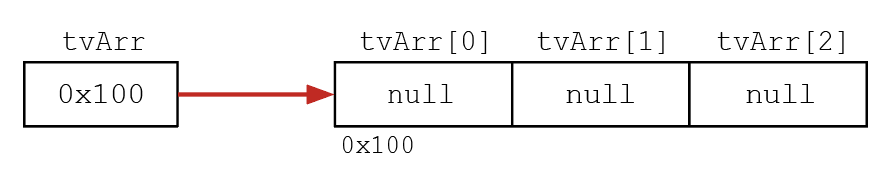 tvArr tvArr[0] tvArr[1] tvArr[2]
0x100 null null null
0x100